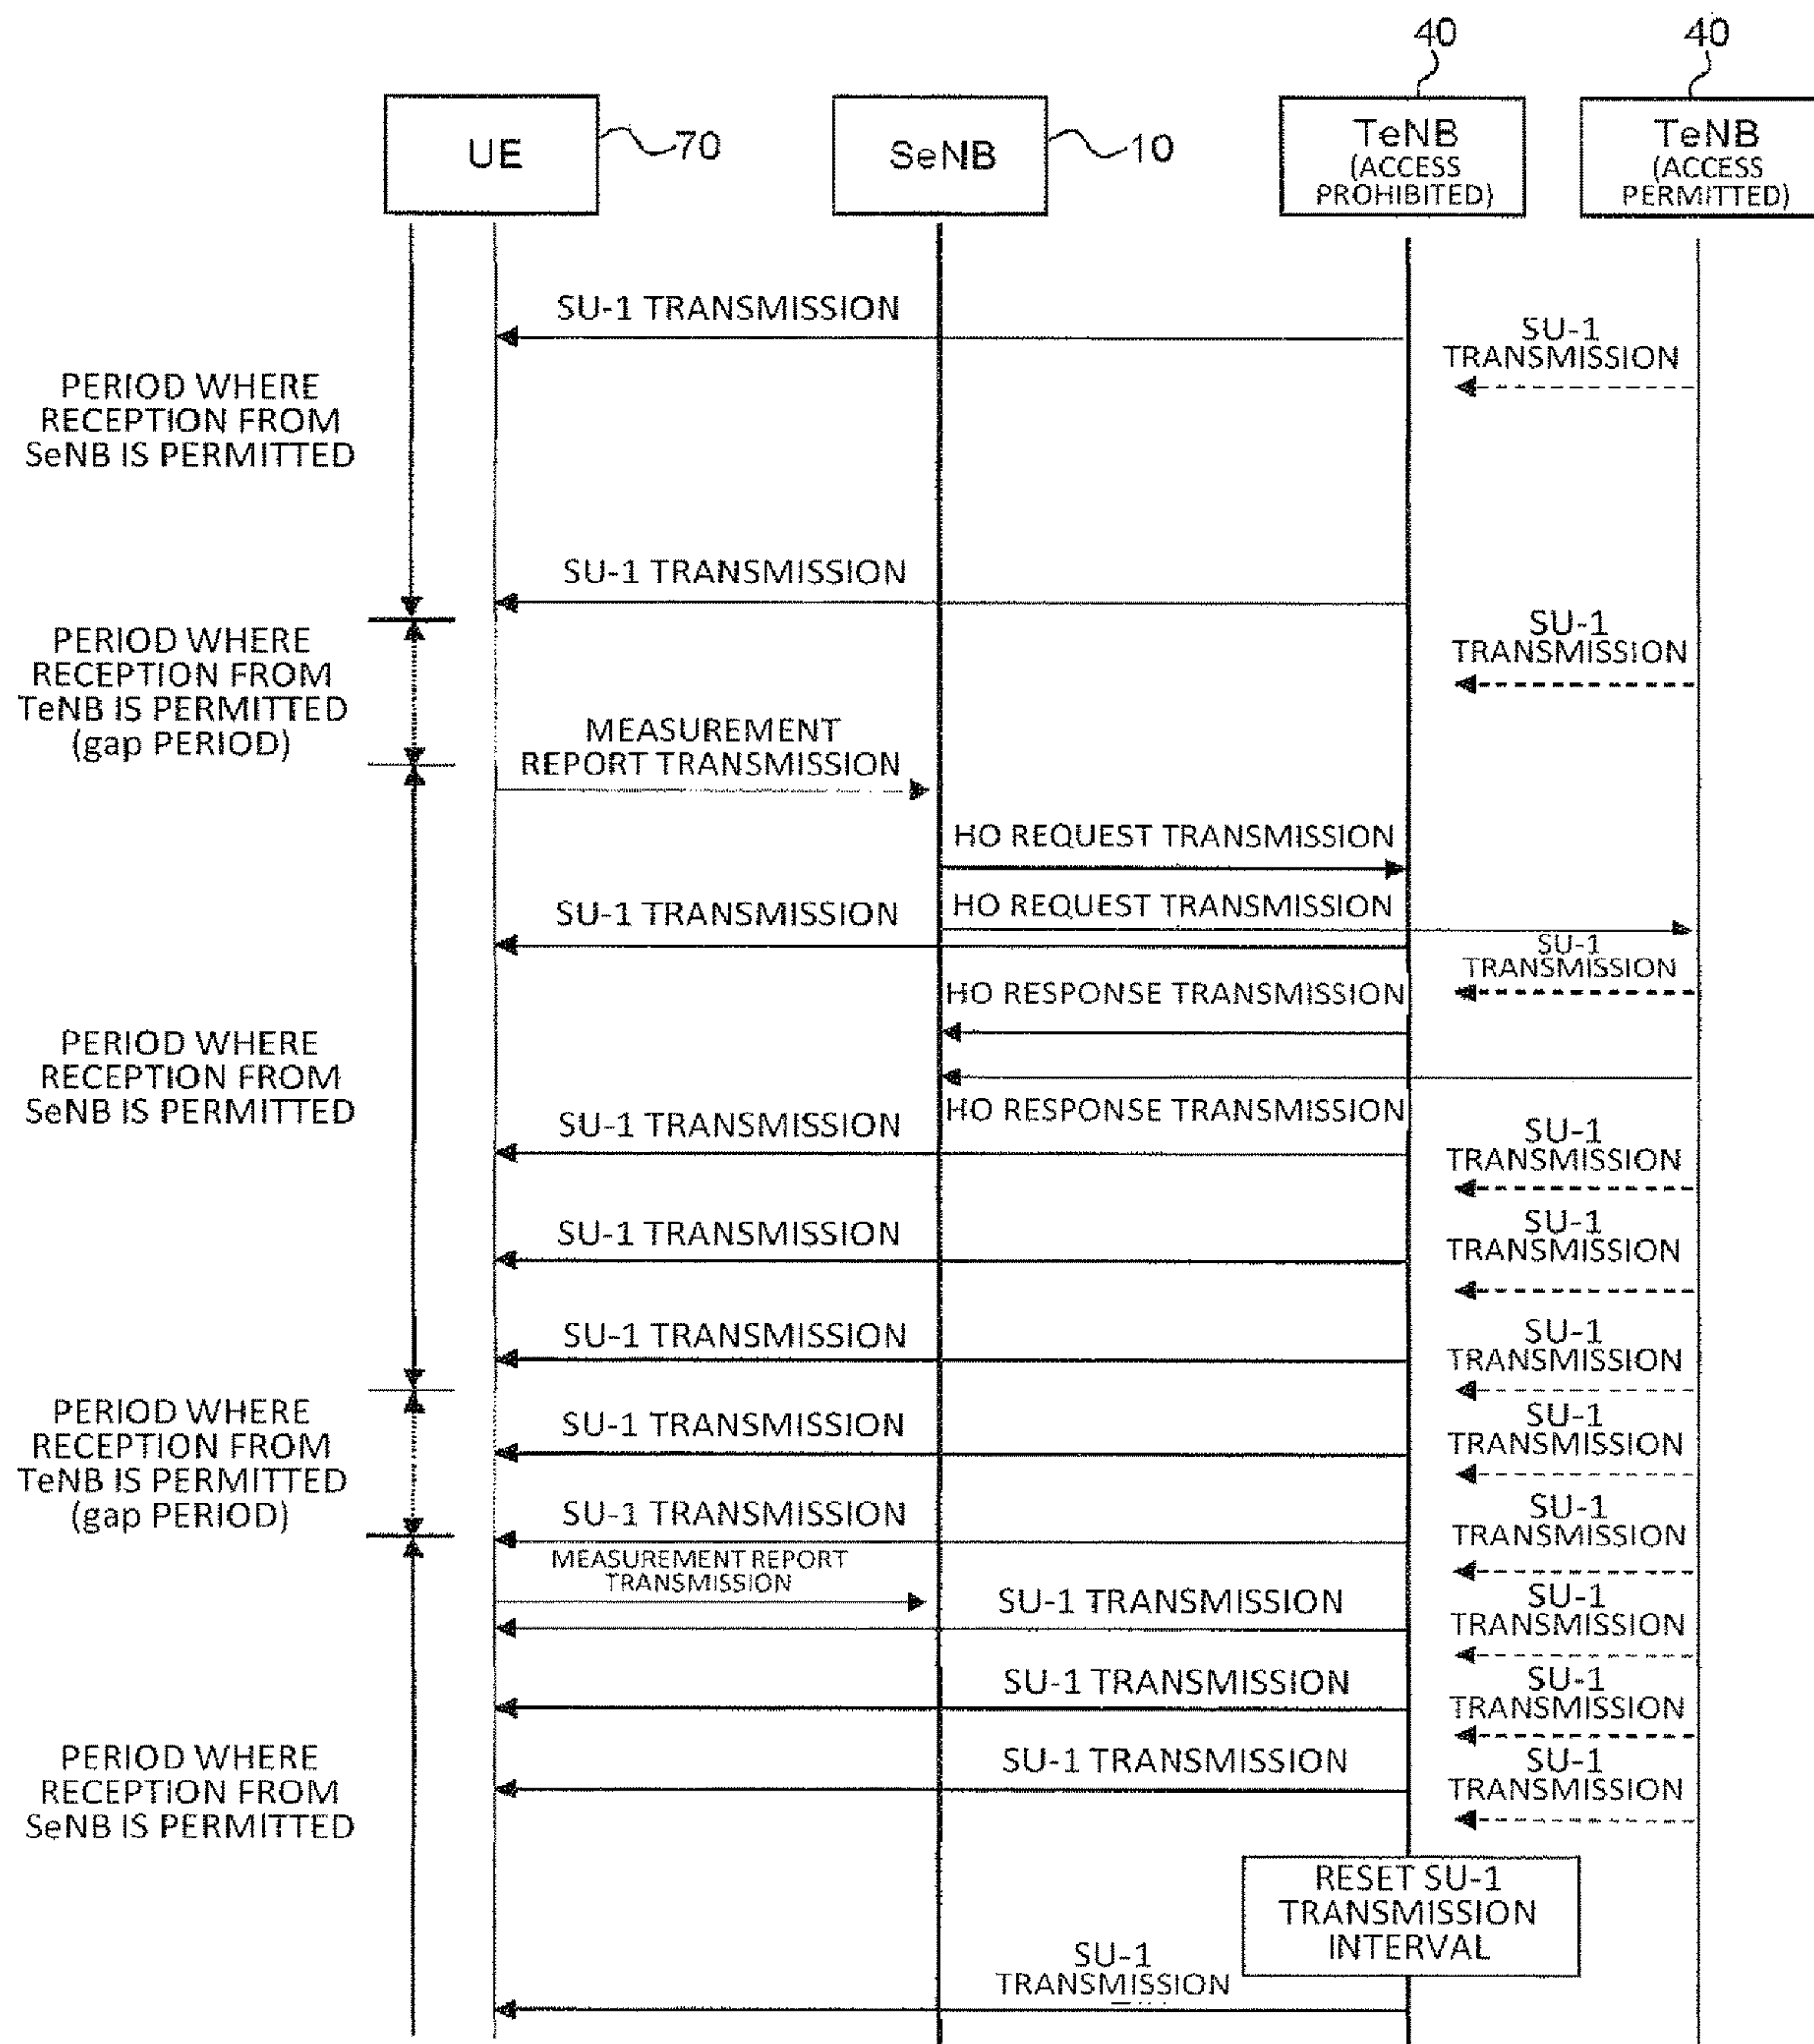 40
40
UE
70
SeNB
10
TeNB
(ACCESS
PROHIBITED)
TeNB
(ACCESS
PERMITTED)
SU-1 TRANSMISSION
SU-1
TRANSMISSION
PERIOD WHERE
RECEPTION FROM
SeNB IS PERMITTED
SU-1 TRANSMISSION
SU-1
TRANSMISSION
PERIOD WHERE
RECEPTION FROM
TeNB IS PERMITTED
(gap PERIOD)
MEASUREMENT
REPORT TRANSMISSION
HO REQUEST TRANSMISSION
HO REQUEST TRANSMISSION
SU-1 TRANSMISSION
SU-1
TRANSMISSION
HO RESPONSE TRANSMISSION
PERIOD WHERE
RECEPTION FROM
SeNB IS PERMITTED
HO RESPONSE TRANSMISSION
SU-1 TRANSMISSION
SU-1
TRANSMISSION
SU-1 TRANSMISSION
SU-1
TRANSMISSION
SU-1 TRANSMISSION
SU-1
TRANSMISSION
PERIOD WHERE
RECEPTION FROM
TeNB IS PERMITTED
(gap PERIOD)
SU-1 TRANSMISSION
SU-1
TRANSMISSION
SU-1 TRANSMISSION
SU-1
TRANSMISSION
MEASUREMENT REPORT
TRANSMISSION
SU-1 TRANSMISSION
SU-1
TRANSMISSION
SU-1 TRANSMISSION
SU-1
TRANSMISSION
SU-1 TRANSMISSION
SU-1
TRANSMISSION
PERIOD WHERE
RECEPTION FROM
SeNB IS PERMITTED
RESET SU-1
TRANSMISSION
INTERVAL
SU-1
TRANSMISSION